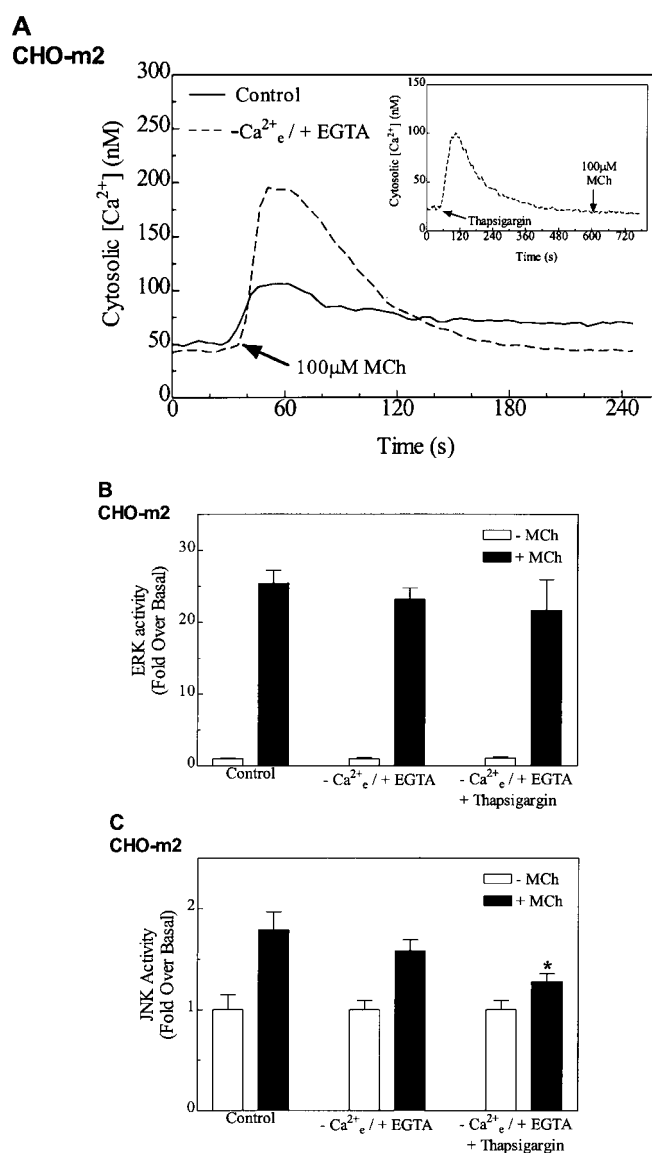 A
CHO-m2
300
250
200
150
100
50
0
Cytosolic [Ca²⁺] (nM)
Control
-Ca²⁺ₑ / + EGTA
100μM MCh
0
60
120
180
240
Time (s)
150
100
50
0
Cytosolic [Ca²⁺] (nM)
100μM
MCh
Thapsigargin
0 120 240 360 480 600 720
Time (s)
B
CHO-m2
30
20
10
0
ERK activity
(Fold Over Basal)
- MCh
+ MCh
Control
- Ca²⁺ₑ / + EGTA
- Ca²⁺ₑ / + EGTA
+ Thapsigargin
C
CHO-m2
2
1
0
JNK Activity
(Fold Over Basal)
- MCh
+ MCh
*
Control
- Ca²⁺ₑ / + EGTA
- Ca²⁺ₑ / + EGTA
+ Thapsigargin